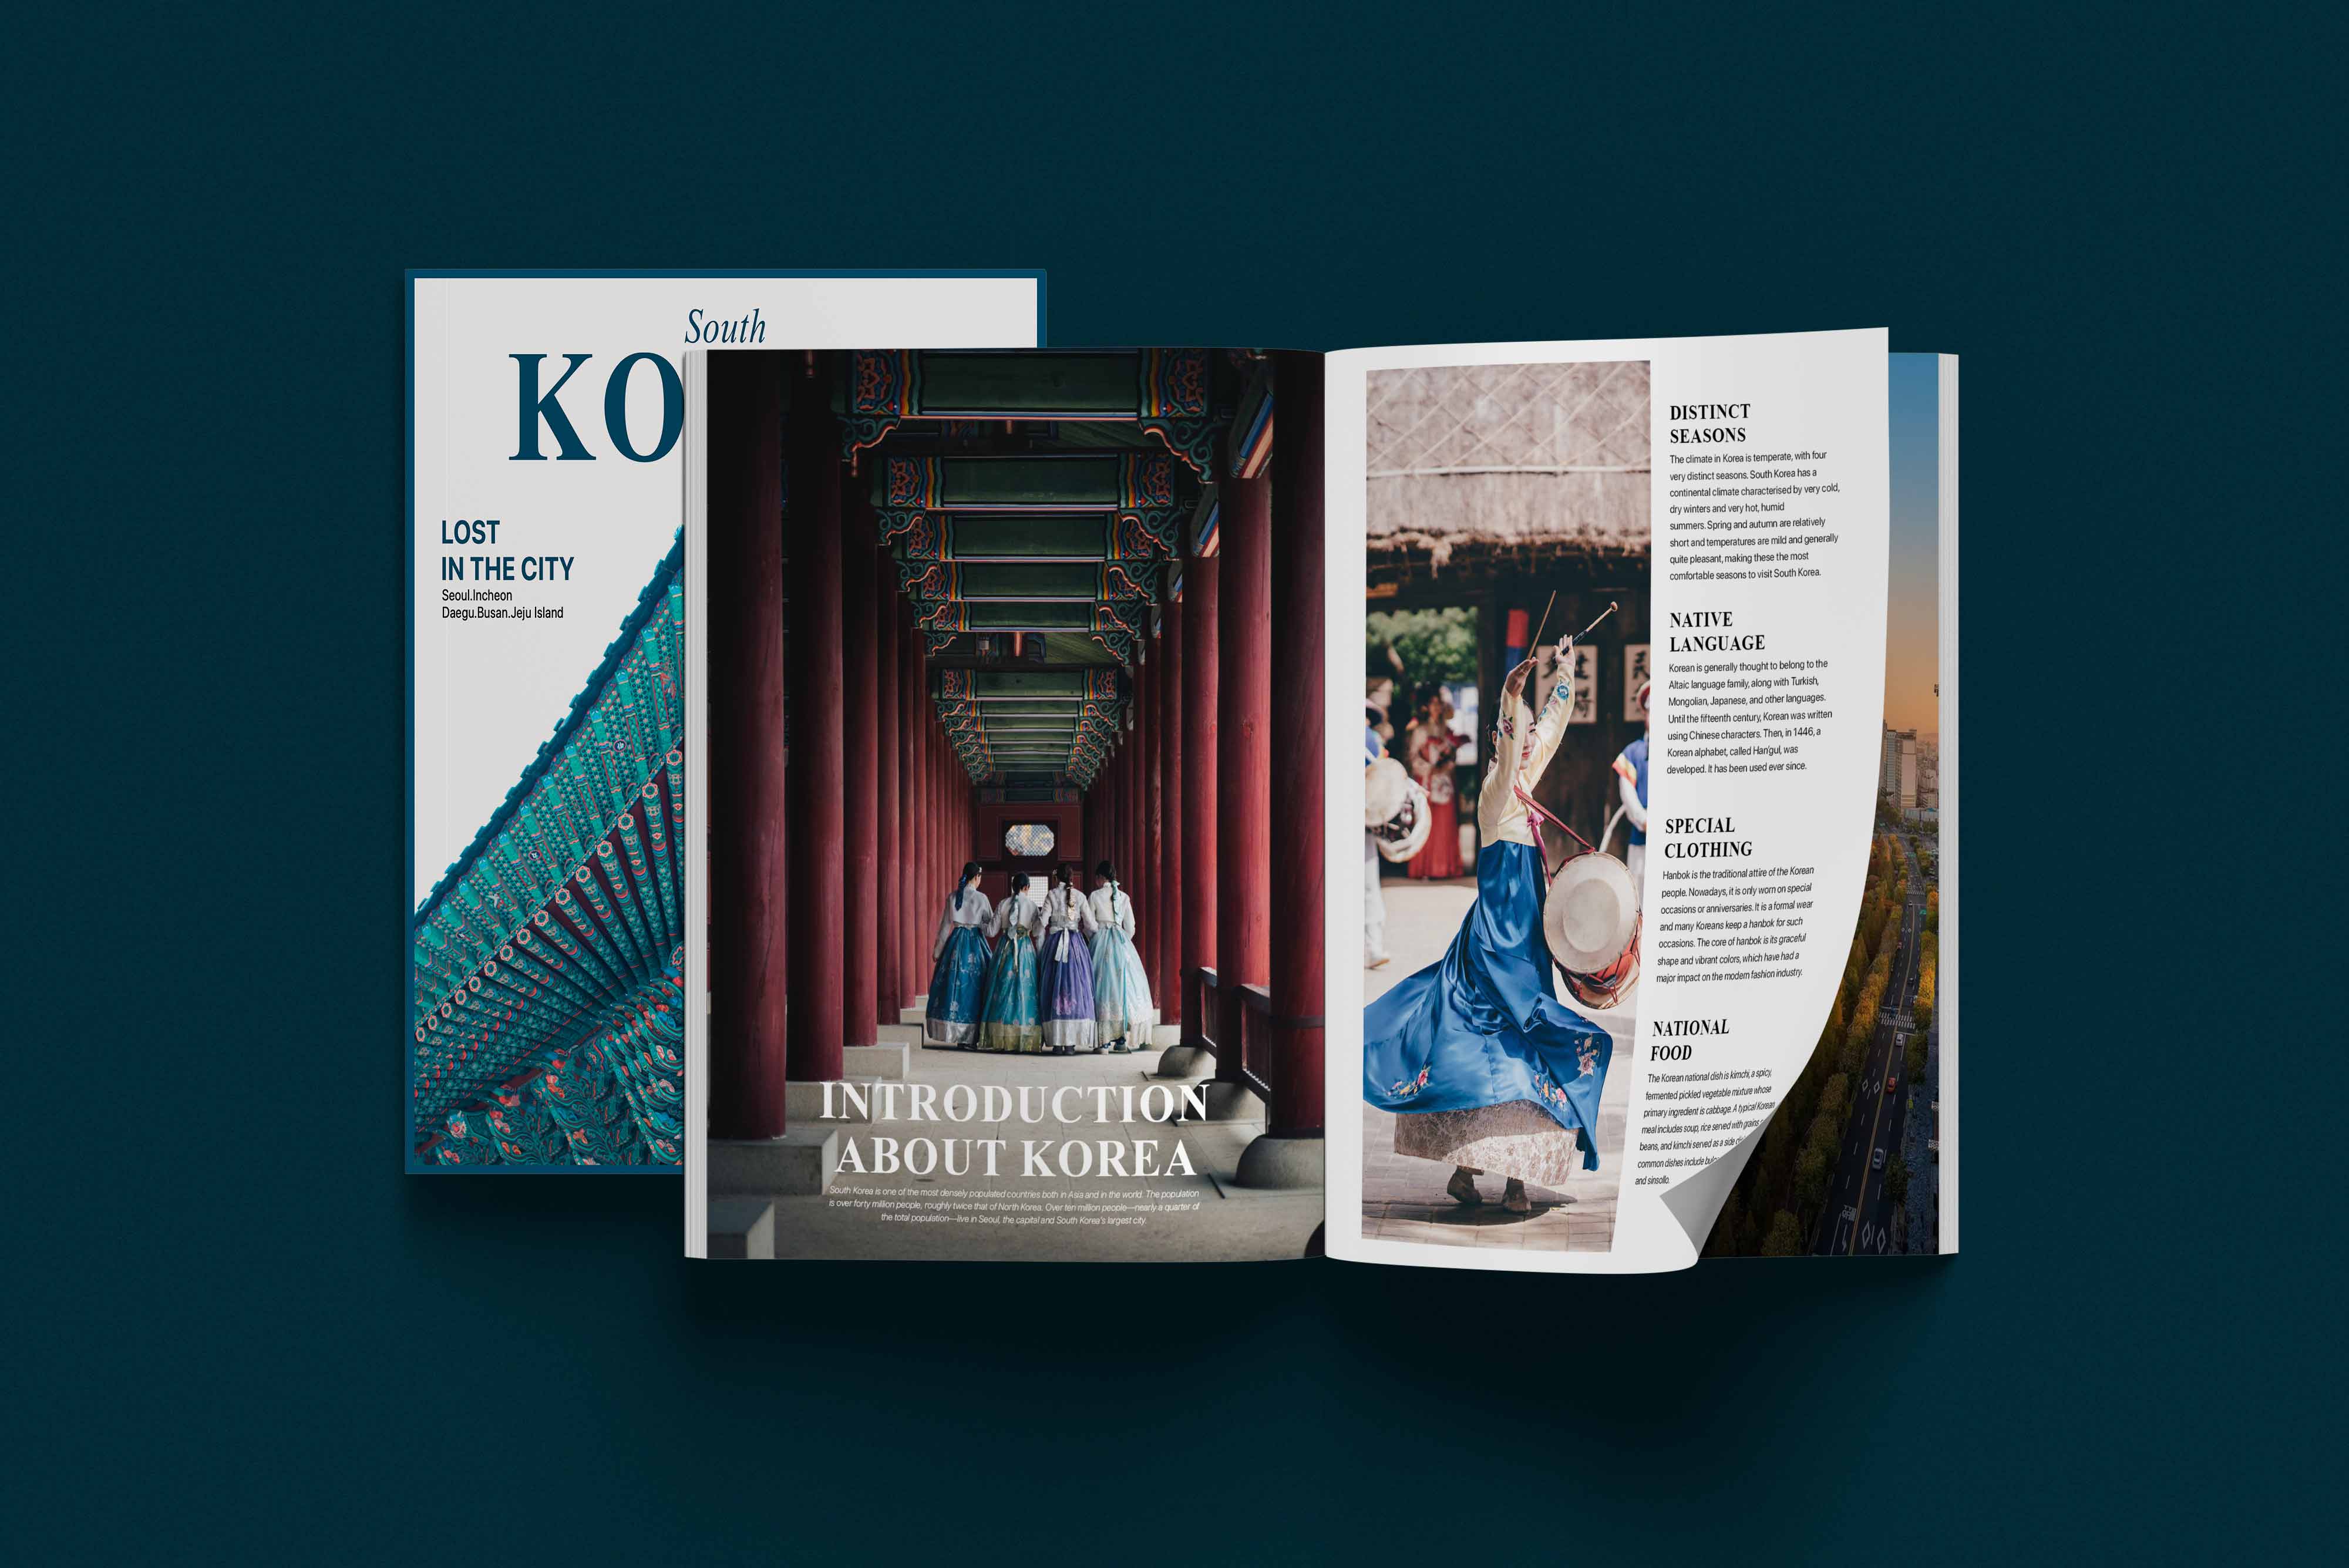 South
KO
LOST
IN THE CITY
Seoul.Incheon
Daegu.Busan.Jeju Island
INTRODUCTION
ABOUT KOREA
South Korea is one of the most densely populated countries both in Asia and in the world. The population
is over forty million people, roughly twice that of North Korea. Over ten million people—nearly a quarter of
the total population—live in Seoul, the capital and South Korea's largest city.
DISTINCT
SEASONS
The climate in Korea is temperate, with four
very distinct seasons. South Korea has a
continental climate characterised by very cold,
dry winters and very hot, humid
summers. Spring and autumn are relatively
short and temperatures are mild and generally
quite pleasant, making these the most
comfortable seasons to visit South Korea.
NATIVE
LANGUAGE
Korean is generally thought to belong to the
Altaic language family, along with Turkish,
Mongolian, Japanese, and other languages.
Until the fifteenth century, Korean was written
using Chinese characters. Then, in 1446, a
Korean alphabet, called Han'gul, was
developed. It has been used ever since.
SPECIAL
CLOTHING
Hanbok is the traditional attire of the Korean
people. Nowadays, it is only worn on special
occasions or anniversaries. It is a formal wear
and many Koreans keep a hanbok for such
occasions. The core of hanbok is its graceful
shape and vibrant colors, which have had a
major impact on the modern fashion industry.
NATIONAL
FOOD
The Korean national dish is kimchi, a spicy,
fermented pickled vegetable mixture whose
primary ingredient is cabbage. A typical Korean
meal includes soup, rice served with grains
beans, and kimchi served as a side
common dishes include
and sinsollo.